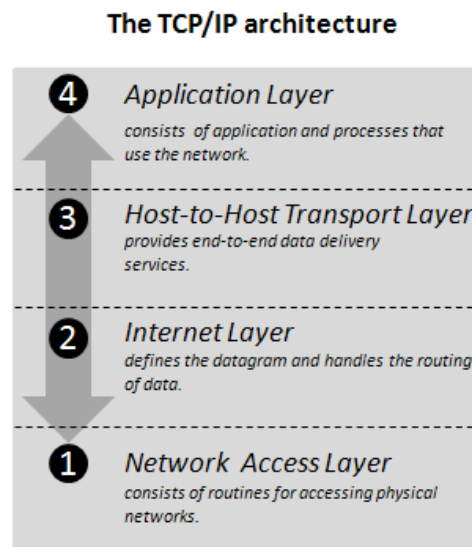 The TCP/IP architecture
4 Application Layer
consists of application and processes that
use the network.
3 Host-to-Host Transport Layer
provides end-to-end data delivery
services.
2 Internet Layer
defines the datagram and handles the routing
of data.
1 Network Access Layer
consists of routines for accessing physical
networks.